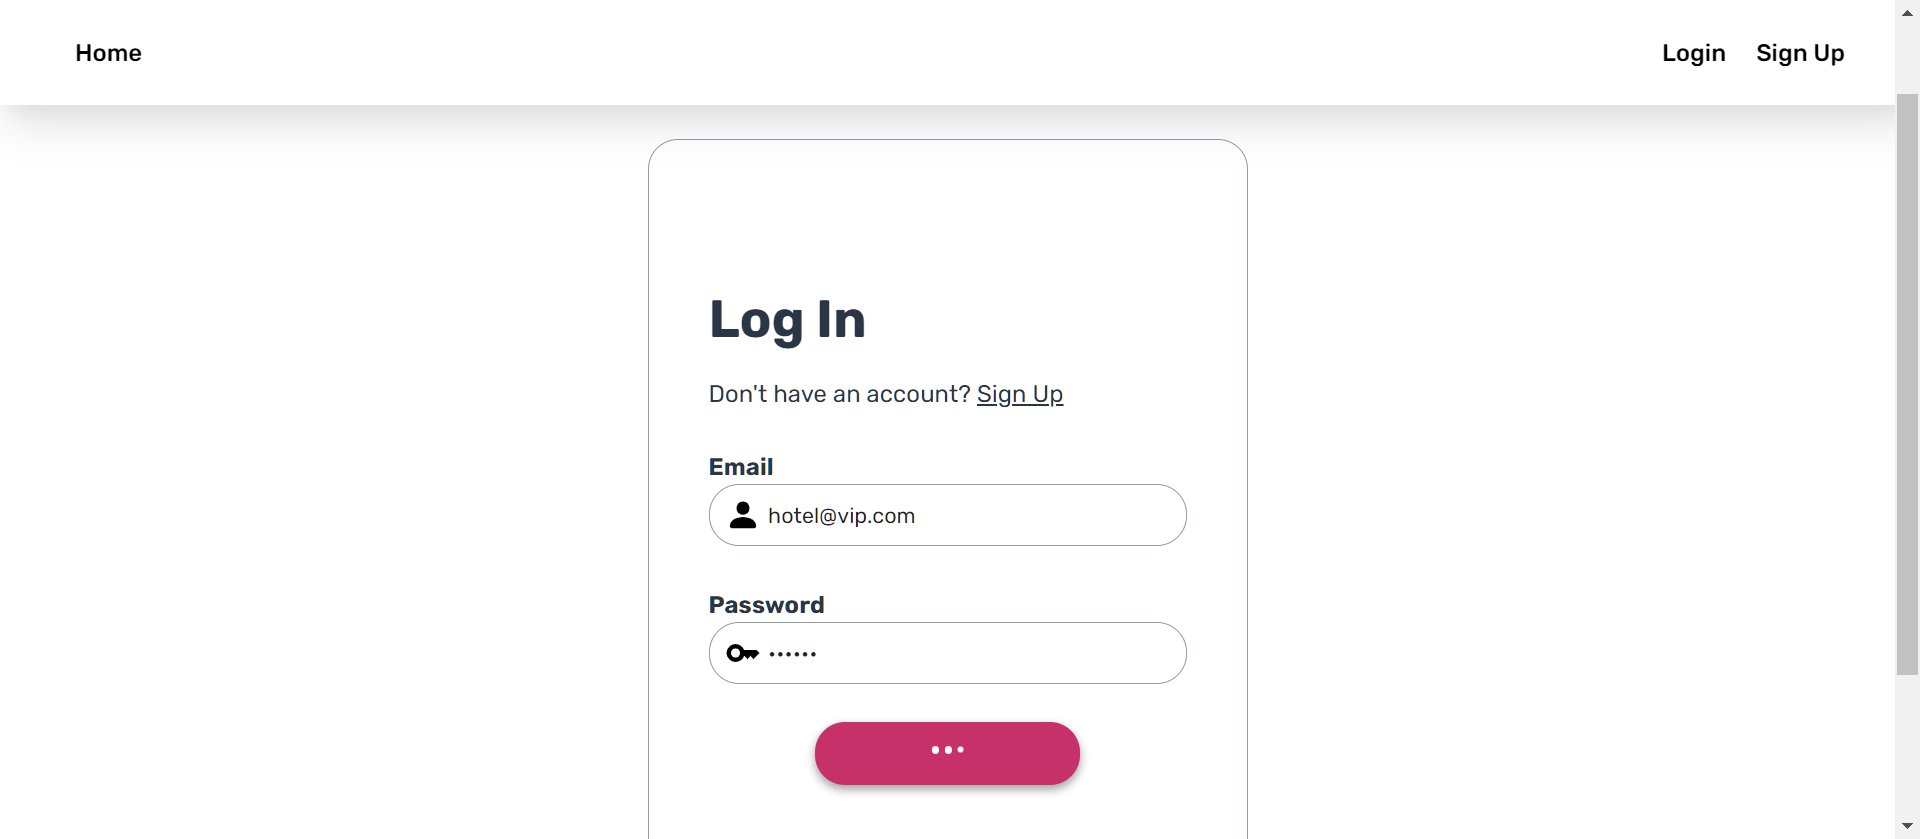 Home
Login
Sign Up
Log In
Don't have an account? Sign Up
Email
hotel@vip.com
Password
••••••